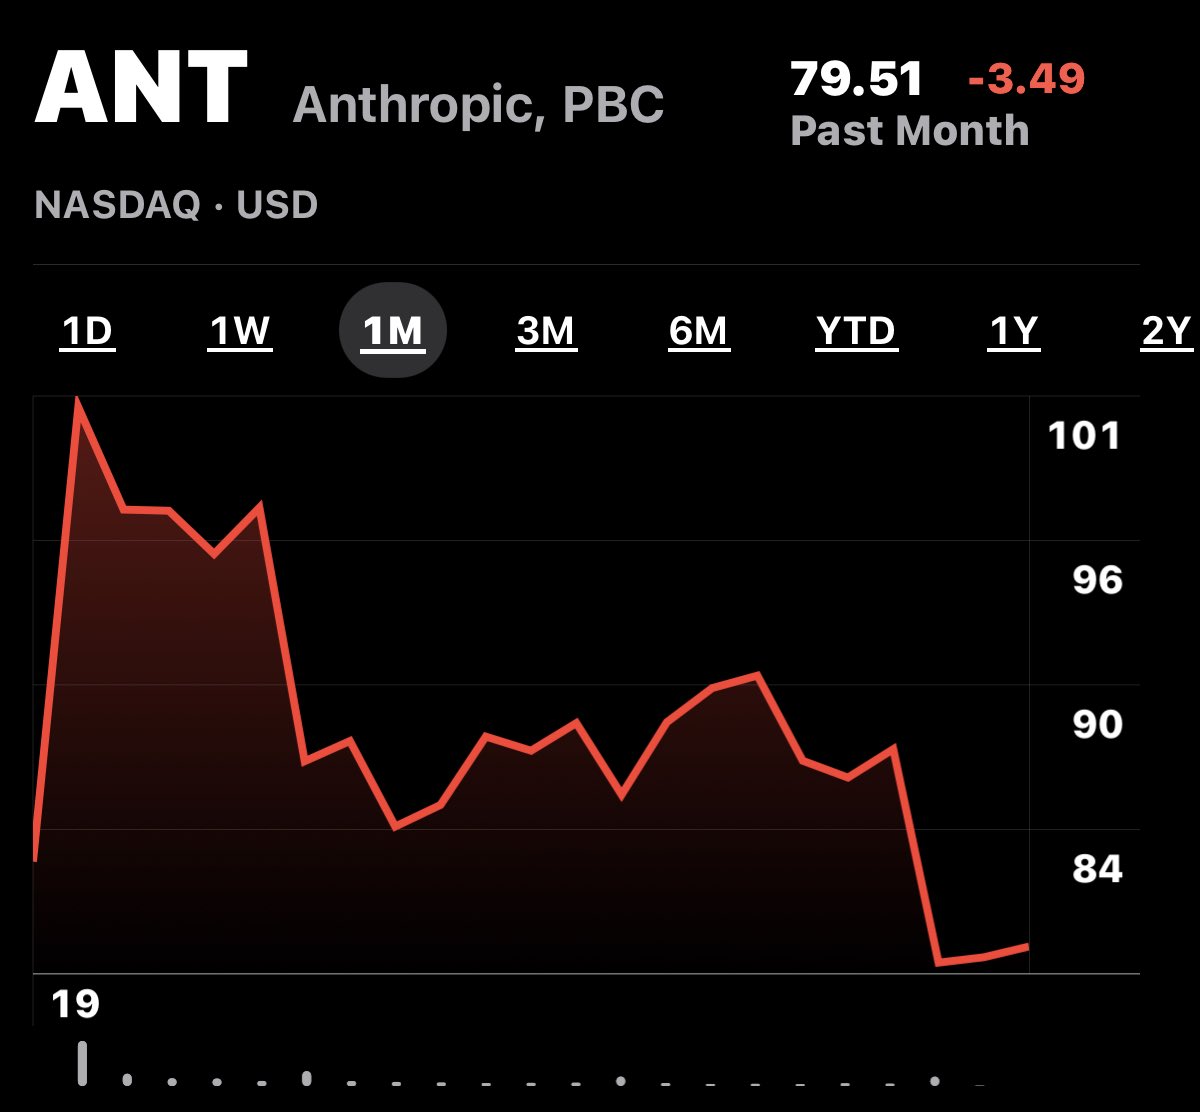 ANT Anthropic, PBC 79.51 -3.49
Past Month
NASDAQ · USD
1D 1W 1M 3M 6M YTD 1Y 2Y
101
96
90
84
19